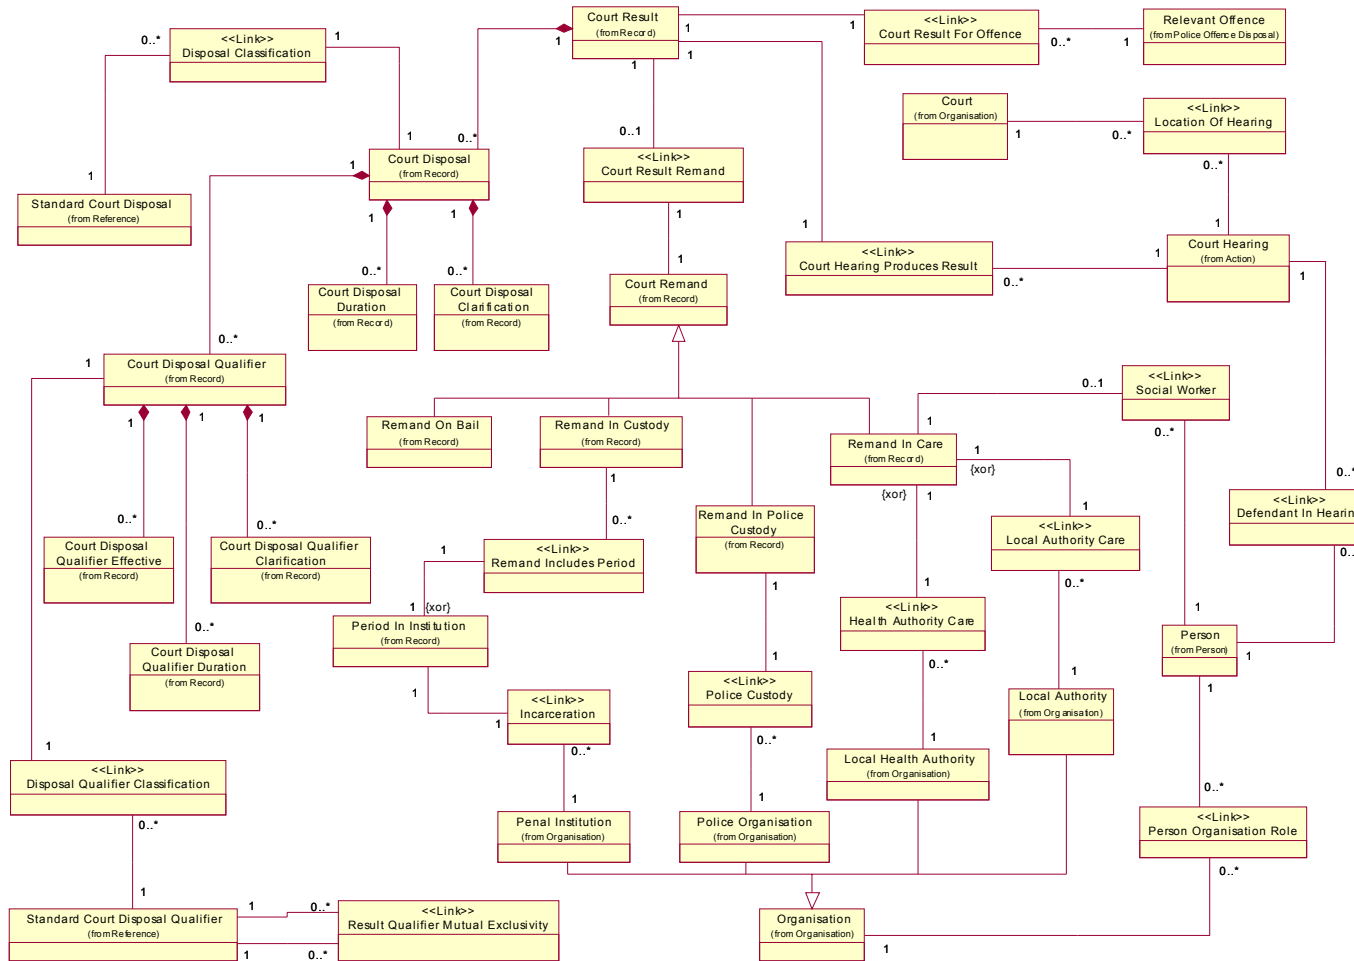 Court Result
(from Record)
1
1
1
1
0..*
1
<<Link>>
Court Result For Offence
0..*
1
Relevant Offence
(from Police Offence Disposal)
<<Link>>
Disposal Classification
0..*
1
1
1
Court
(from Organisation)
1
0..*
<<Link>>
Location Of Hearing
0..*
1
0..1
<<Link>>
Court Result Remand
1
1
Court Disposal
(from Record)
1
1
1
Standard Court Disposal
(from Reference)
1
<<Link>>
Court Hearing Produces Result
0..*
1
Court Hearing
(from Action)
1
0..*
0..*
Court Disposal
Duration
(from Record)
Court Disposal
Clarification
(from Record)
Court Remand
(from Record)
0..*
1
Court Disposal Qualifier
(from Record)
1
1
1
0..1
<<Link>>
Social Worker
0..*
Remand On Bail
(from Record)
Remand In Custody
(from Record)
1
0..*
1
Remand In Care
(from Record)
1
{xor}
{xor}
1
1
0..*
<<Link>>
Defendant In Hearin
0..
Remand In Police
Custody
(from Record)
1
<<Link>>
Local Authority Care
0..*
0..*
0..*
Court Disposal
Qualifier Effective
(from Record)
Court Disposal Qualifier
Clarification
(from Record)
1
<<Link>>
Remand Includes Period
1
{xor}
Period In Institution
(from Record)
1
1
<<Link>>
Health Authority Care
0..*
1
Person
(from Person)
1
1
0..*
Court Disposal
Qualifier Duration
(from Record)
1
<<Link>>
Police Custody
0..*
1
<<Link>>
Incarceration
0..*
1
Local Authority
(from Organisation)
1
Local Health Authority
(from Organisation)
1
<<Link>>
Disposal Qualifier Classification
0..*
1
Penal Institution
(from Organisation)
1
Police Organisation
(from Organisation)
0..*
<<Link>>
Person Organisation Role
0..*
1
Standard Court Disposal Qualifier
(from Reference)
1
0..*
1
0..*
<<Link>>
Result Qualifier Mutual Exclusivity
Organisation
(from Organisation)
1